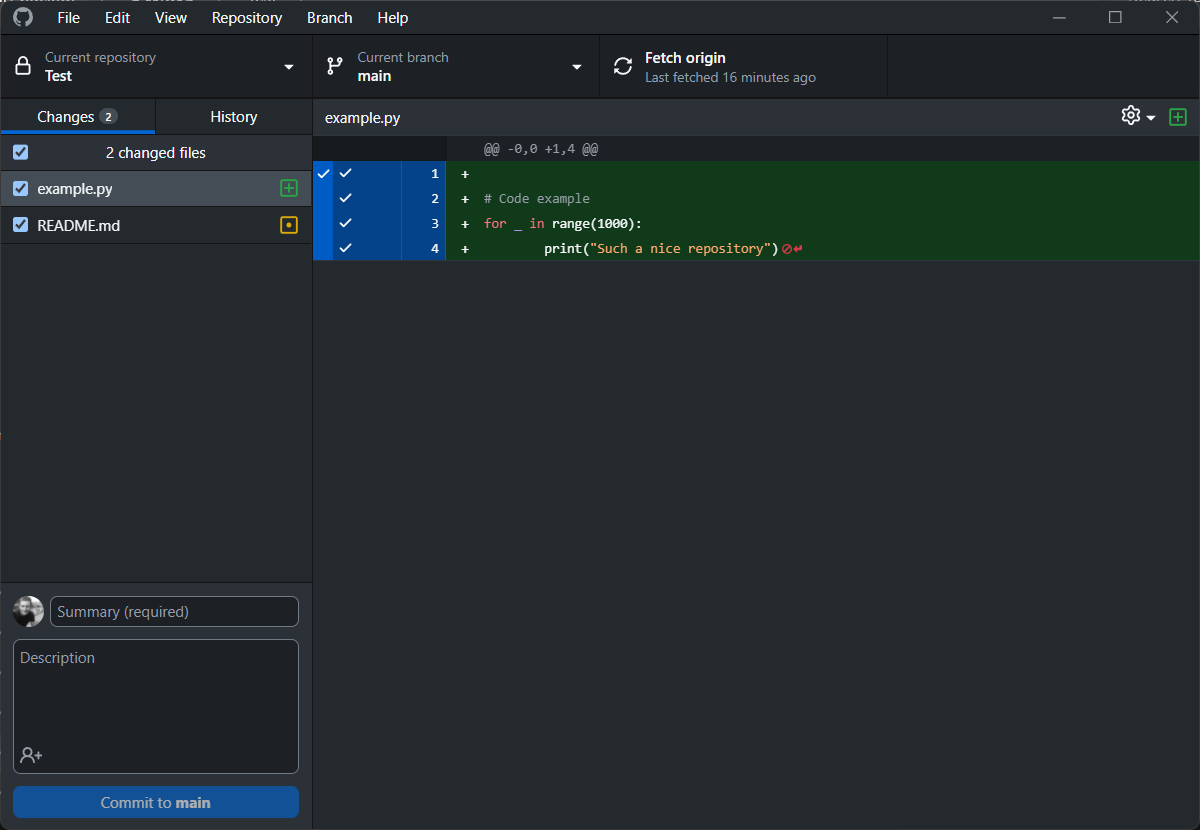 File Edit View Repository Branch Help
Current repository
Test
Current branch
main
Fetch origin
Last fetched 16 minutes ago
Changes 2 History
example.py
2 changed files
example.py
README.md
@@ -0,0 +1,4 @@
1 +
2 + # Code example
3 + for _ in range(1000):
4 + print("Such a nice repository")
Summary (required)
Description
Commit to main